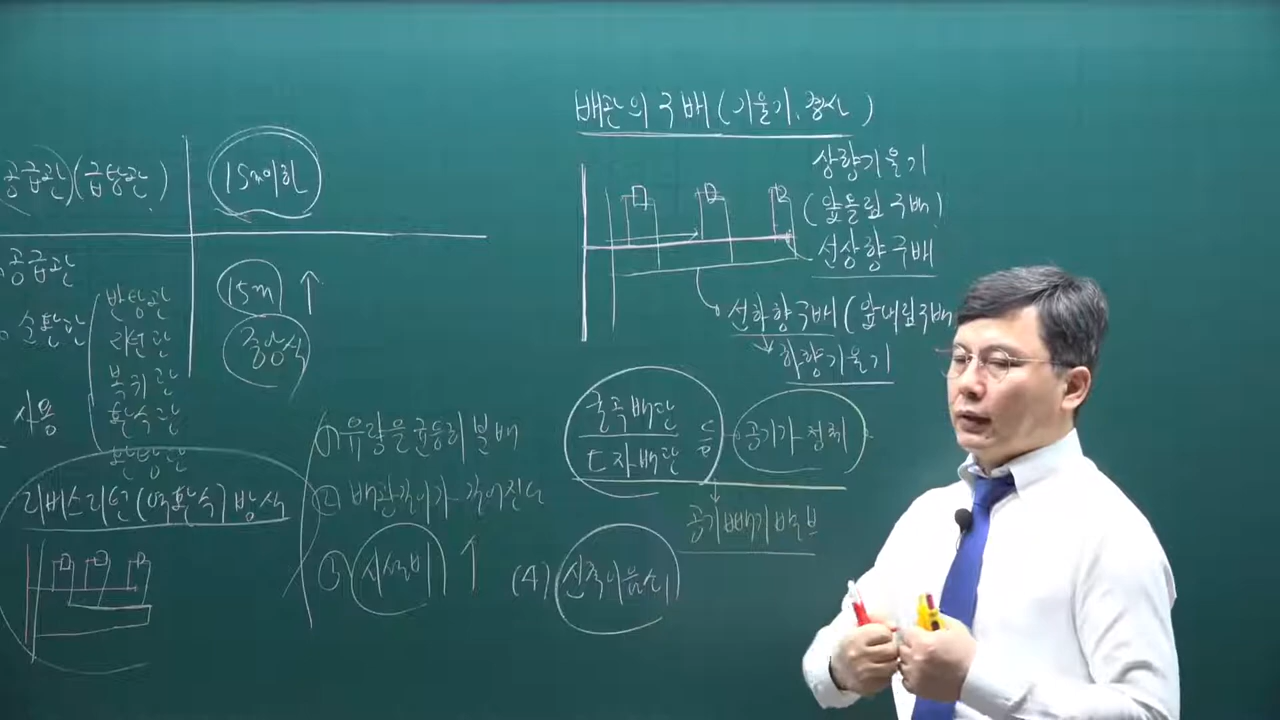 공급관(급탕관)
15m이하
공급관
순환관
반탕관
리턴관
복귀관
환수관
환탕관
15m ↑
중앙식
사용
리버스리턴(역환수) 방식
(1) 유량을 균등히 분배
(2) 배관길이가 길어진다
(3) 시설비 ↑
배관의 구배(기울기, 경사)
상향기울기
(앞올림구배)
선상향구배
선하향구배(앞내림구배
하향기울기
굴곡배관
ㄷ자배관
공기가 정체
공기빼기밸브
(4) 신축이음쇠